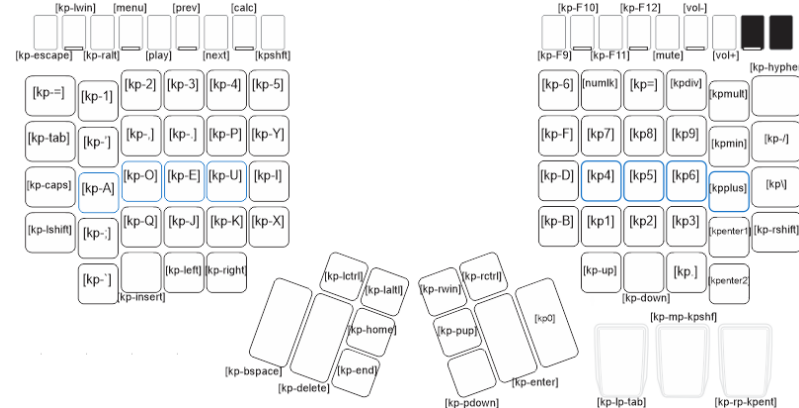 [kp-lwin] [menu] [prev] [calc] [kp-F10] [kp-F12] [vol-]
[kp-escape] [kp-ralt] [play] [next] [kpshft] [kp-F9] [kp-F11] [mute] [vol+]
[kp-hyphe
[kp-=] [kp-1] [kp-2] [kp-3] [kp-4] [kp-5] [kp-6] [numlk] [kp=] [kpdiv] [kpmult]
[kp-tab] [kp-'] [kp-,] [kp-.] [kp-P] [kp-Y] [kp-F] [kp7] [kp8] [kp9] [kpmin] [kp-/]
[kp-caps] [kp-A] [kp-O] [kp-E] [kp-U] [kp-I] [kp-D] [kp4] [kp5] [kp6] [kpplus] [kp\]
[kp-lshift] [kp-;] [kp-Q] [kp-J] [kp-K] [kp-X] [kp-B] [kp1] [kp2] [kp3] [kpenter1] [kp-rshift]
[kp-`] [kp-left] [kp-right] [kp-up] [kp.] [kpenter2]
[kp-insert] [kp-down]
[kp-lctrl] [kp-laltl] [kp-rwin] [kp-rctrl]
[kp-home] [kp-pup] [kp0] [kp-mp-kpshf]
[kp-bspace] [kp-end]
[kp-delete] [kp-enter]
[kp-pdown] [kp-lp-tab] [kp-rp-kpent]